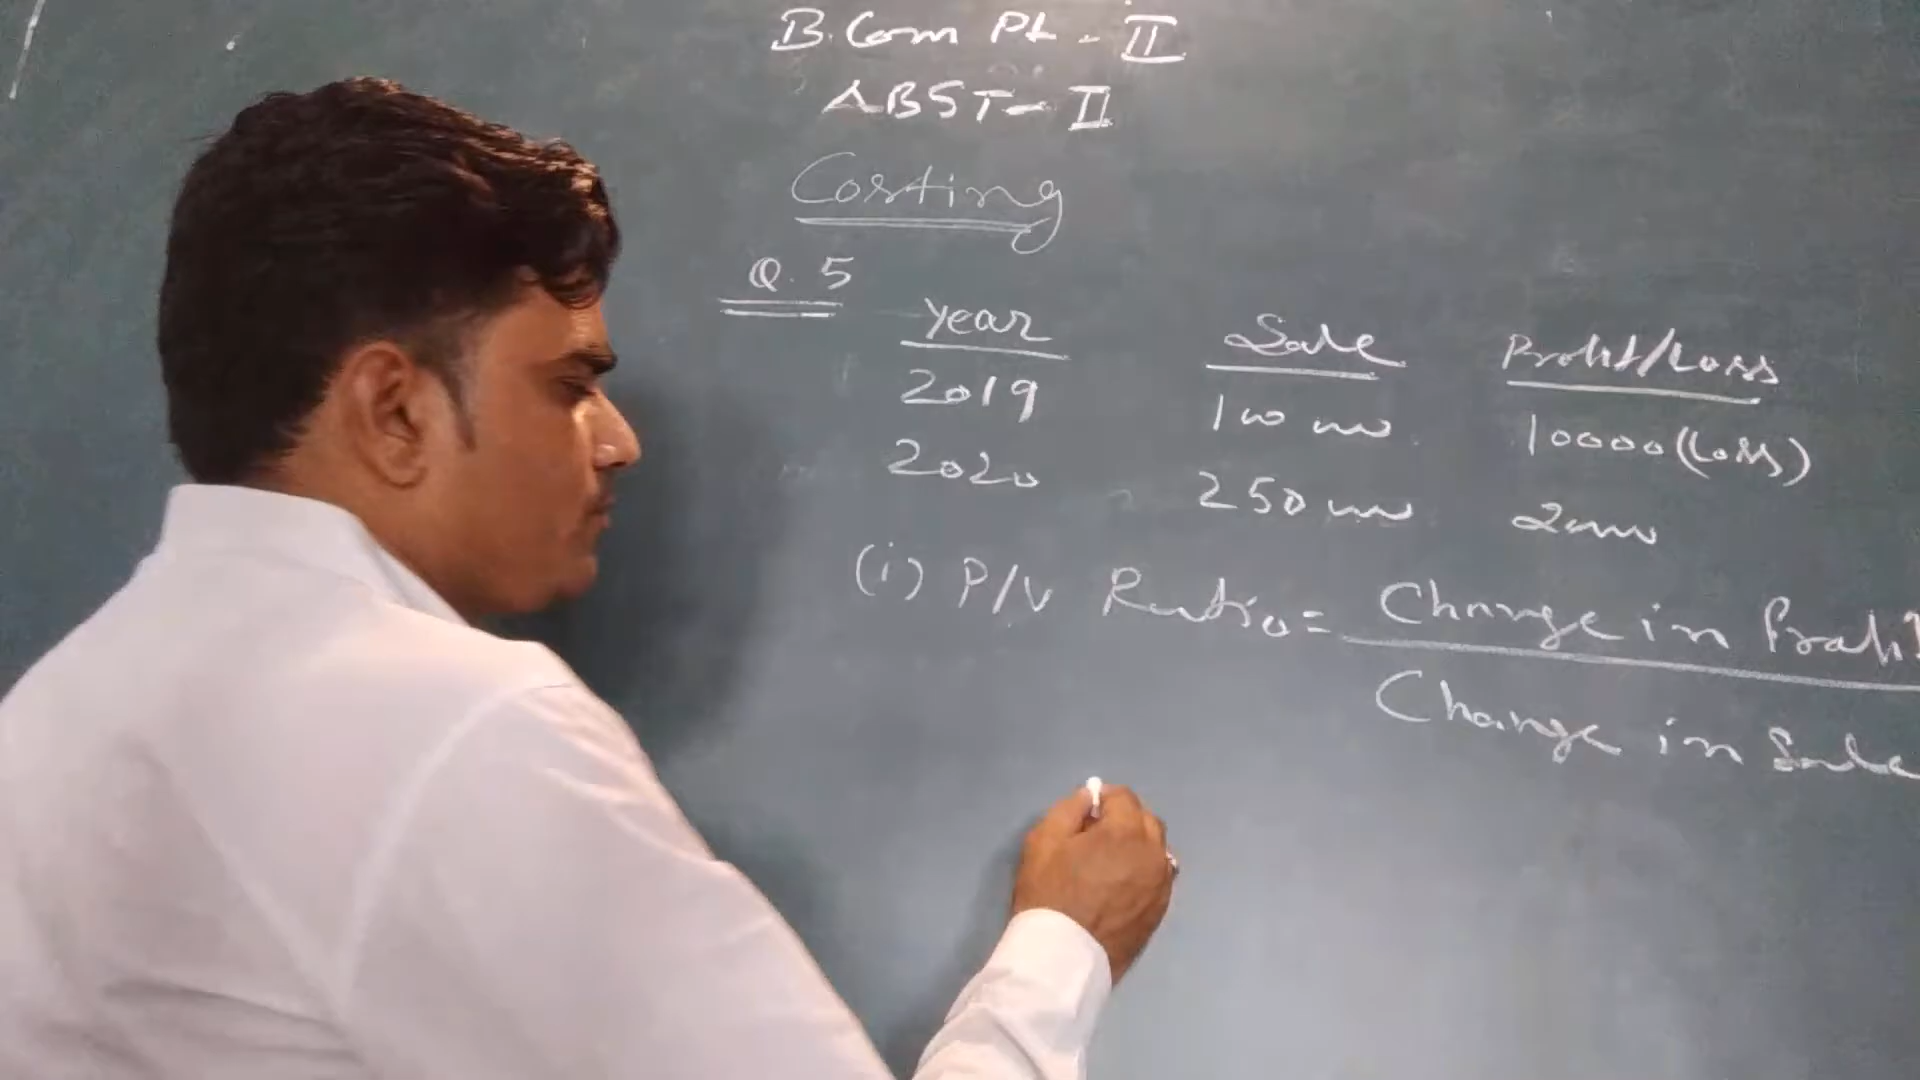 B. Com Pt - II
ABST - II
Costing
Q. 5
Year Sale Profit/Loss
2019 100000 10000 (Loss)
2020 250000 20000
(i) P/V Ratio = Change in Profit
Change in Sale